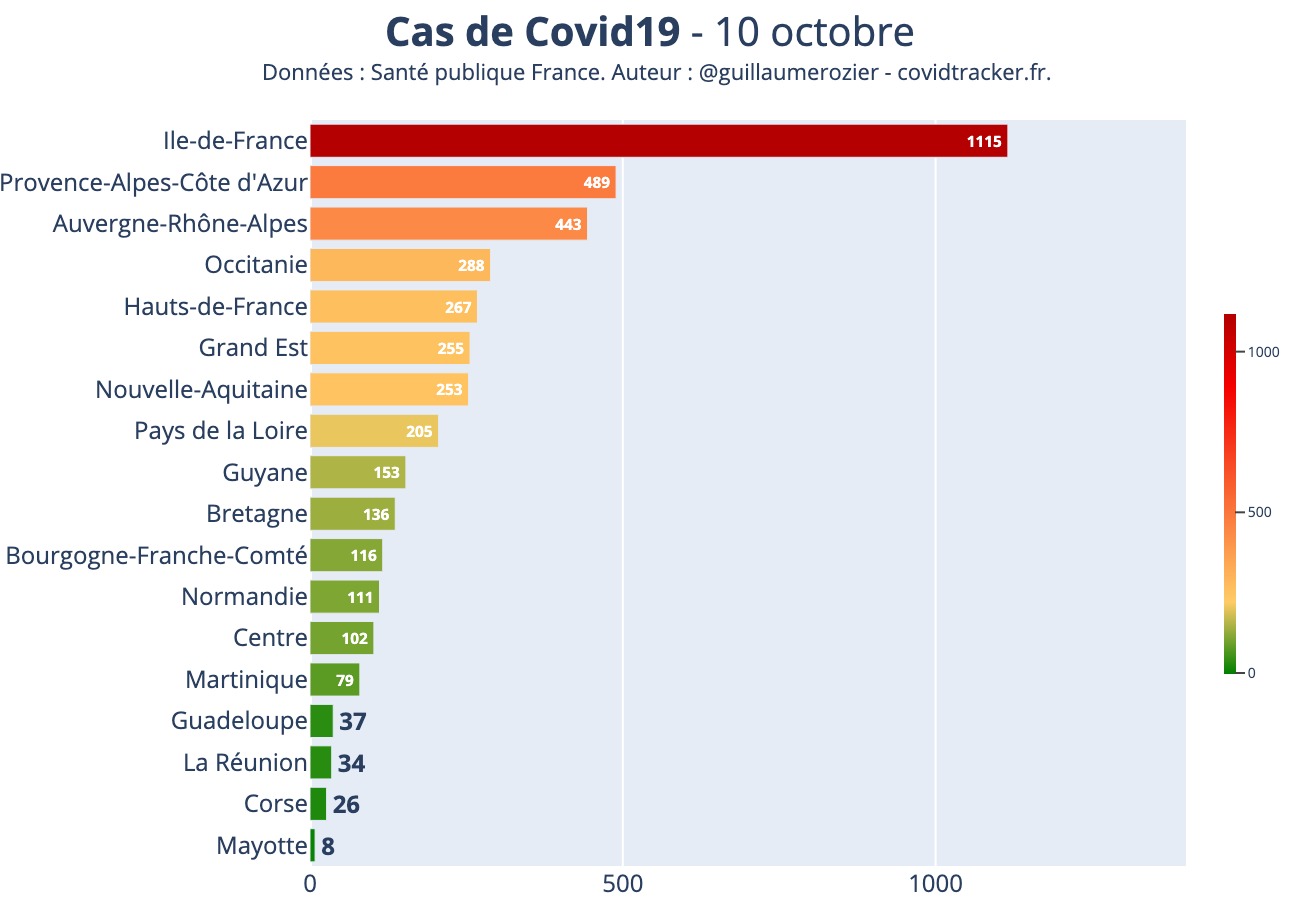 Cas de Covid19 - 10 octobre
Données : Santé publique France. Auteur : @guillaumerozier - covidtracker.fr.
Ile-de-France 1115
Provence-Alpes-Côte d'Azur 489
Auvergne-Rhône-Alpes 443
Occitanie 288
Hauts-de-France 267
Grand Est 255
Nouvelle-Aquitaine 253
Pays de la Loire 205
Guyane 153
Bretagne 136
Bourgogne-Franche-Comté 116
Normandie 111
Centre 102
Martinique 79
Guadeloupe 37
La Réunion 34
Corse 26
Mayotte 8
0 500 1000
1000
500
0